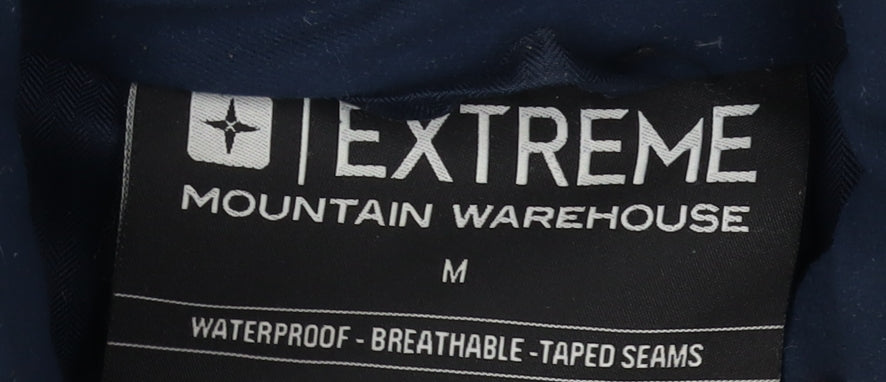 EXTREME
MOUNTAIN WAREHOUSE
M
WATERPROOF - BREATHABLE -TAPED SEAMS